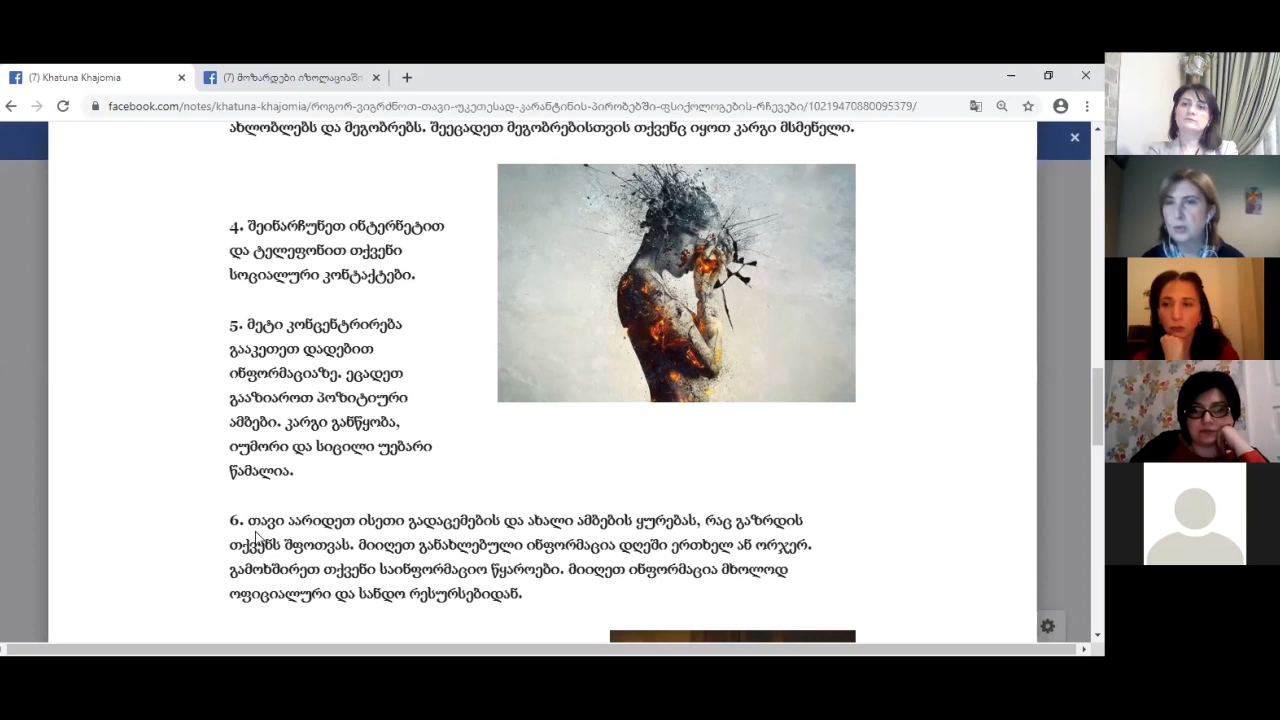 (7) Khatuna Khajomia
(7) მოზარდები იზოლაციაში
facebook.com/notes/khatuna-khajomia/როგორ-ვიგრძნოთ-თავი-უკეთესად-კარანტინის-პირობებში-ფსიქოლოგების-რჩევები/10219470880095379/
ახლობლებს და მეგობრებს. შეეცადეთ მეგობრებისთვის თქვენც იყოთ კარგი მსმენელი.
4. შეინარჩუნეთ ინტერნეტით
და ტელეფონით თქვენი
სოციალური კონტაქტები.
5. მეტი კონცენტრირება
გააკეთეთ დადებით
ინფორმაციაზე. ეცადეთ
გააზიაროთ პოზიტიური
ამბები. კარგი განწყობა,
იუმორი და სიცილი უებარი
წამალია.
6. თავი აარიდეთ ისეთი გადაცემების და ახალი ამბების ყურებას, რაც გაზრდის
თქვენს შფოთვას. მიიღეთ განახლებული ინფორმაცია დღეში ერთხელ ან ორჯერ.
გამოხშირეთ თქვენი საინფორმაციო წყაროები. მიიღეთ ინფორმაცია მხოლოდ
ოფიციალური და სანდო რესურსებიდან.